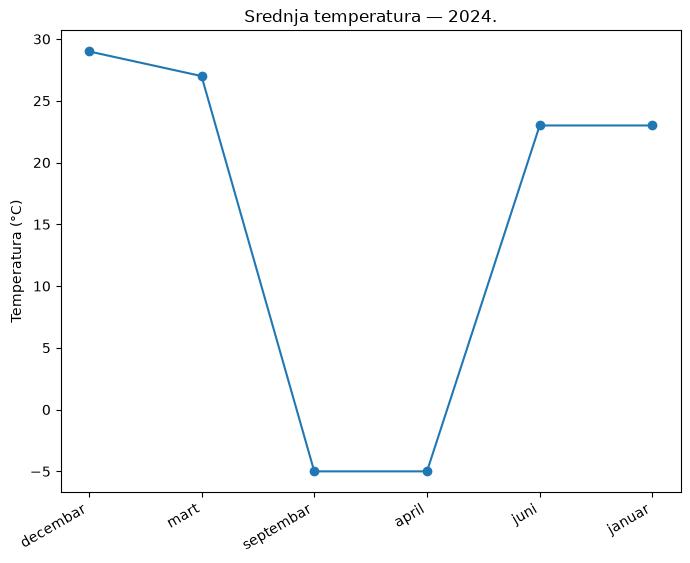 Srednja temperatura — 2024.
Temperatura (°C)
30
25
20
15
10
5
0
−5
decembar
mart
septembar
april
juni
januar